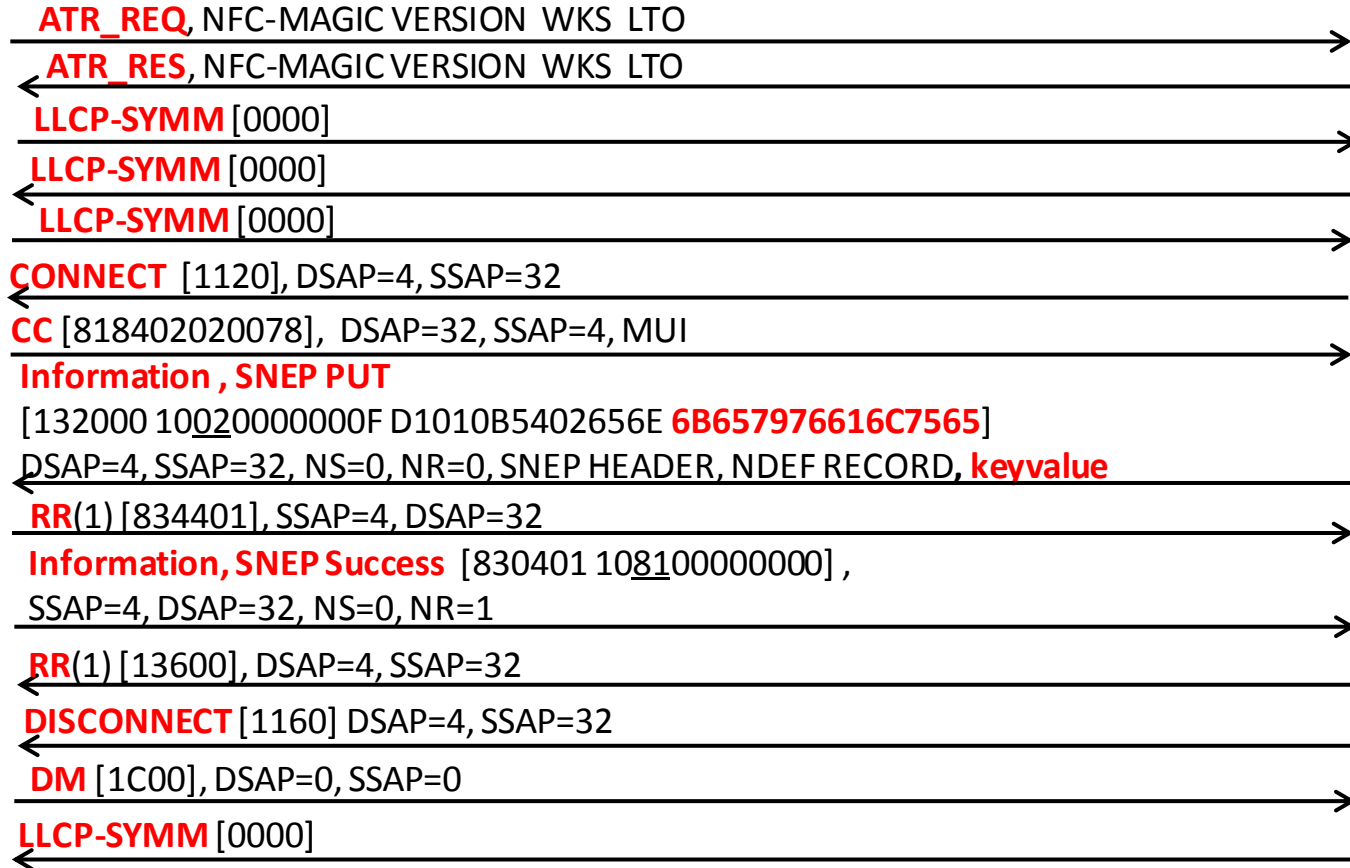 ATR_REQ, NFC-MAGIC VERSION WKS LTO
ATR_RES, NFC-MAGIC VERSION WKS LTO
LLCP-SYMM [0000]
LLCP-SYMM [0000]
LLCP-SYMM [0000]
CONNECT [1120], DSAP=4, SSAP=32
CC [818402020078], DSAP=32, SSAP=4, MUI
Information , SNEP PUT
[132000 10020000000F D1010B5402656E 6B657976616C7565]
DSAP=4, SSAP=32, NS=0, NR=0, SNEP HEADER, NDEF RECORD, keyvalue
RR(1) [834401], SSAP=4, DSAP=32
Information, SNEP Success [830401 108100000000] ,
SSAP=4, DSAP=32, NS=0, NR=1
RR(1) [13600], DSAP=4, SSAP=32
DISCONNECT [1160] DSAP=4, SSAP=32
DM [1C00], DSAP=0, SSAP=0
LLCP-SYMM [0000]